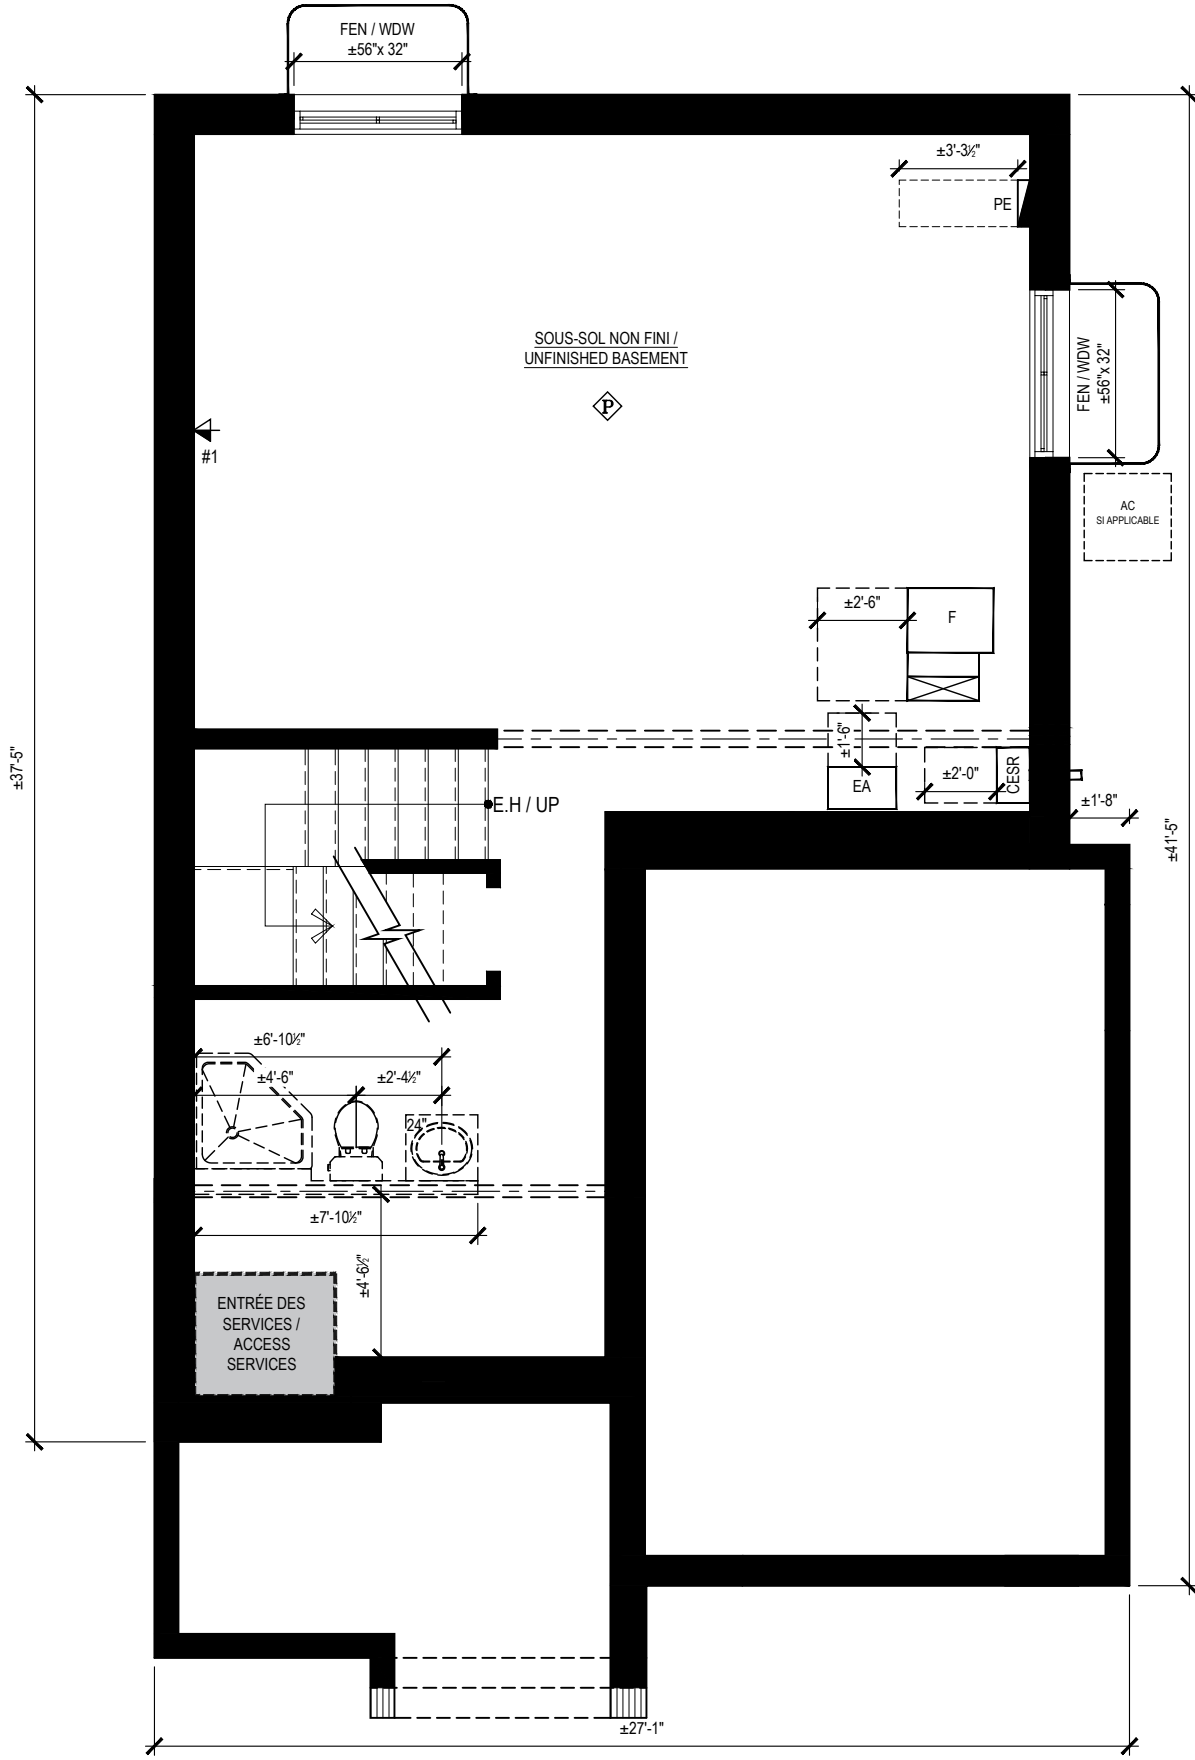 FEN / WDW
±56"x 32"
±3'-3½"
PE
SOUS-SOL NON FINI /
UNFINISHED BASEMENT
P
FEN / WDW
±56"x 32"
#1
AC
SI APPLICABLE
±2'-6"
F
±37'-5"
±1'-6"
EA
±2'-0"
CESR
±1'-8"
E.H / UP
±41'-5"
±6'-10½"
±4'-6"
±2'-4½"
24"
±7'-10½"
±4'-6½"
ENTRÉE DES
SERVICES /
ACCESS
SERVICES
±27'-1"